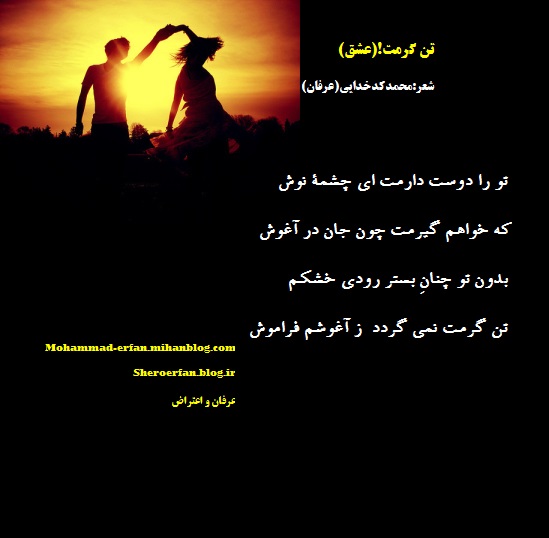 تن گرمت!(عشق)
شعر:محمدکدخدایی(عرفان)
تو را دوست دارمت ای چشمهٔ نوش
که خواهم گیرمت چون جان در آغوش
بدون تو چنانِ بستر رودی خشکم
تن گرمت نمی گردد ز آغوشم فراموش
Mohammad-erfan.mihanblog.com
Sheroerfan.blog.ir
عرفان و اعتراض